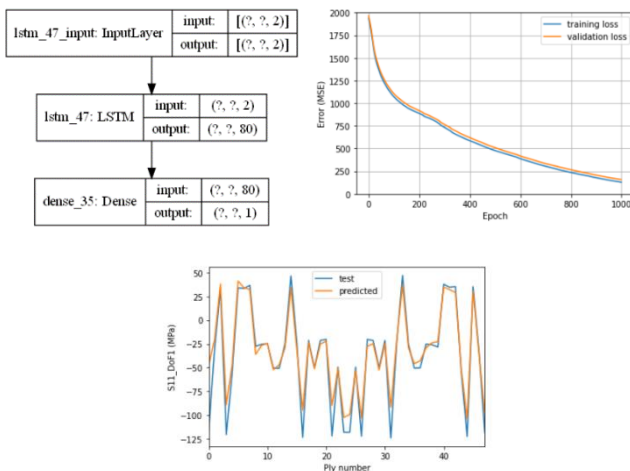 lstm_47_input: InputLayer
input: [(?, ?, 2)]
output: [(?, ?, 2)]
lstm_47: LSTM
input: (?, ?, 2)
output: (?, ?, 80)
dense_35: Dense
input: (?, ?, 80)
output: (?, ?, 1)
2000
1750
1500
1250
1000
750
500
250
0
Error (MSE)
training loss
validation loss
0 200 400 600 800 1000
Epoch
50
25
0
−25
−50
−75
−100
−125
S11_DoF1 (MPa)
test
predicted
0 10 20 30 40
Ply number